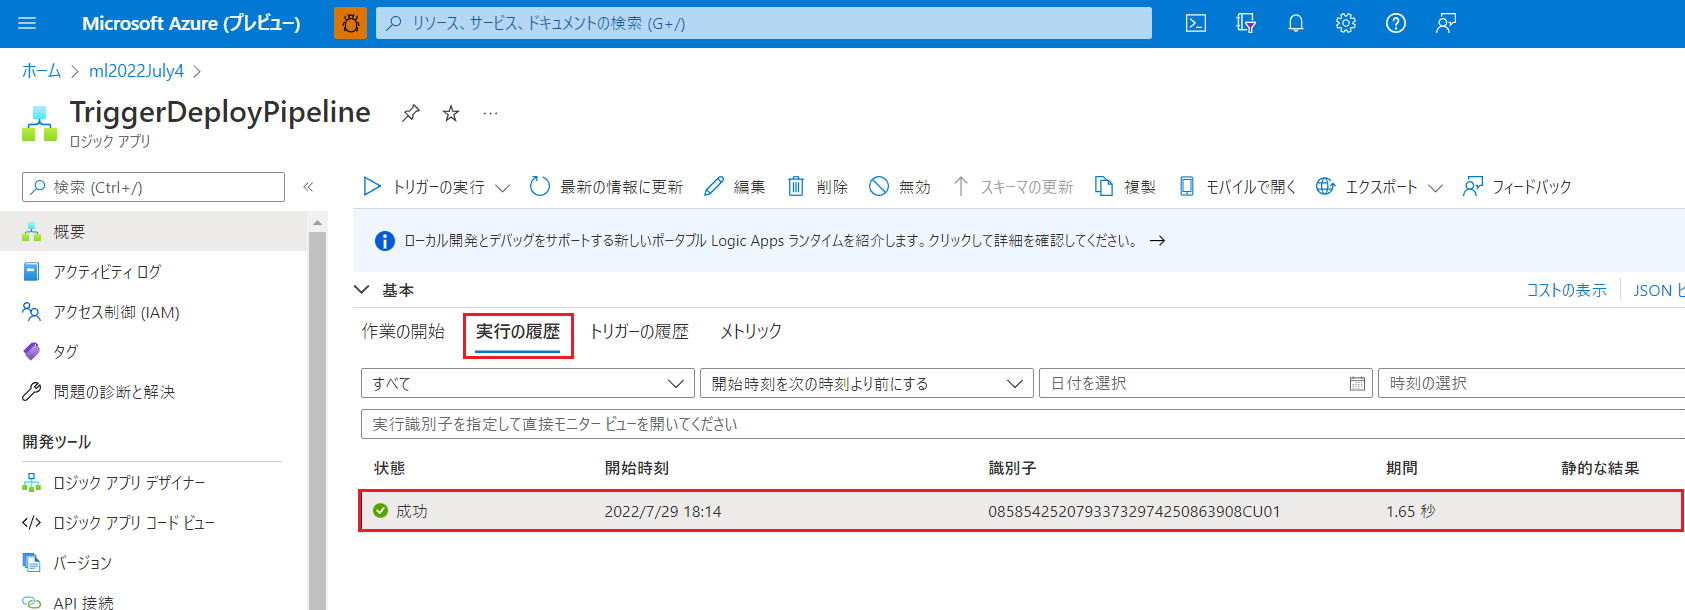 Microsoft Azure (プレビュー)
リソース、サービス、ドキュメントの検索 (G+/)
ホーム > ml2022July4 >
TriggerDeployPipeline
ロジック アプリ
検索 (Ctrl+/)
概要
アクティビティ ログ
アクセス制御 (IAM)
タグ
問題の診断と解決
開発ツール
ロジック アプリ デザイナー
ロジック アプリ コード ビュー
バージョン
API 接続
トリガーの実行 最新の情報に更新 編集 削除 無効 スキーマの更新 複製 モバイルで開く エクスポート フィードバック
ローカル開発とデバッグをサポートする新しいポータブル Logic Apps ランタイムを紹介します。クリックして詳細を確認してください。 →
基本 コストの表示 JSON ビ
作業の開始 実行の履歴 トリガーの履歴 メトリック
すべて 開始時刻を次の時刻より前にする 日付を選択 時刻の選択
実行識別子を指定して直接モニター ビューを開いてください
状態 開始時刻 識別子 期間 静的な結果
成功 2022/7/29 18:14 08585425207933732974250863908CU01 1.65 秒